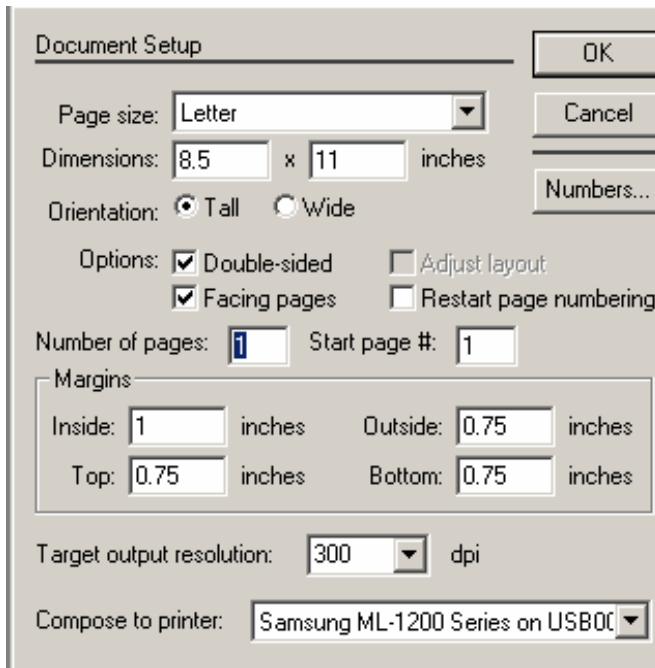 Document Setup
OK
Page size: Letter
Cancel
Dimensions: 8.5 x 11 inches
Numbers...
Orientation: Tall Wide
Options: Double-sided Adjust layout
Facing pages Restart page numbering
Number of pages: 1 Start page #: 1
Margins
Inside: 1 inches Outside: 0.75 inches
Top: 0.75 inches Bottom: 0.75 inches
Target output resolution: 300 dpi
Compose to printer: Samsung ML-1200 Series on